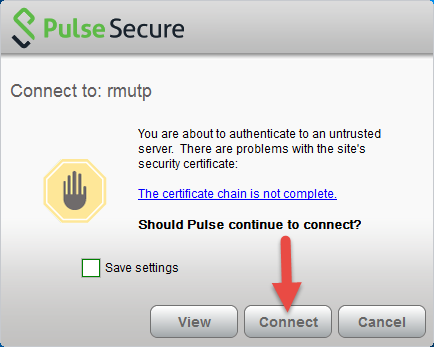 Pulse Secure
Connect to: rmutp
You are about to authenticate to an untrusted
server.  There are problems with the site's
security certificate:
The certificate chain is not complete.
Should Pulse continue to connect?
Save settings
View
Connect
Cancel